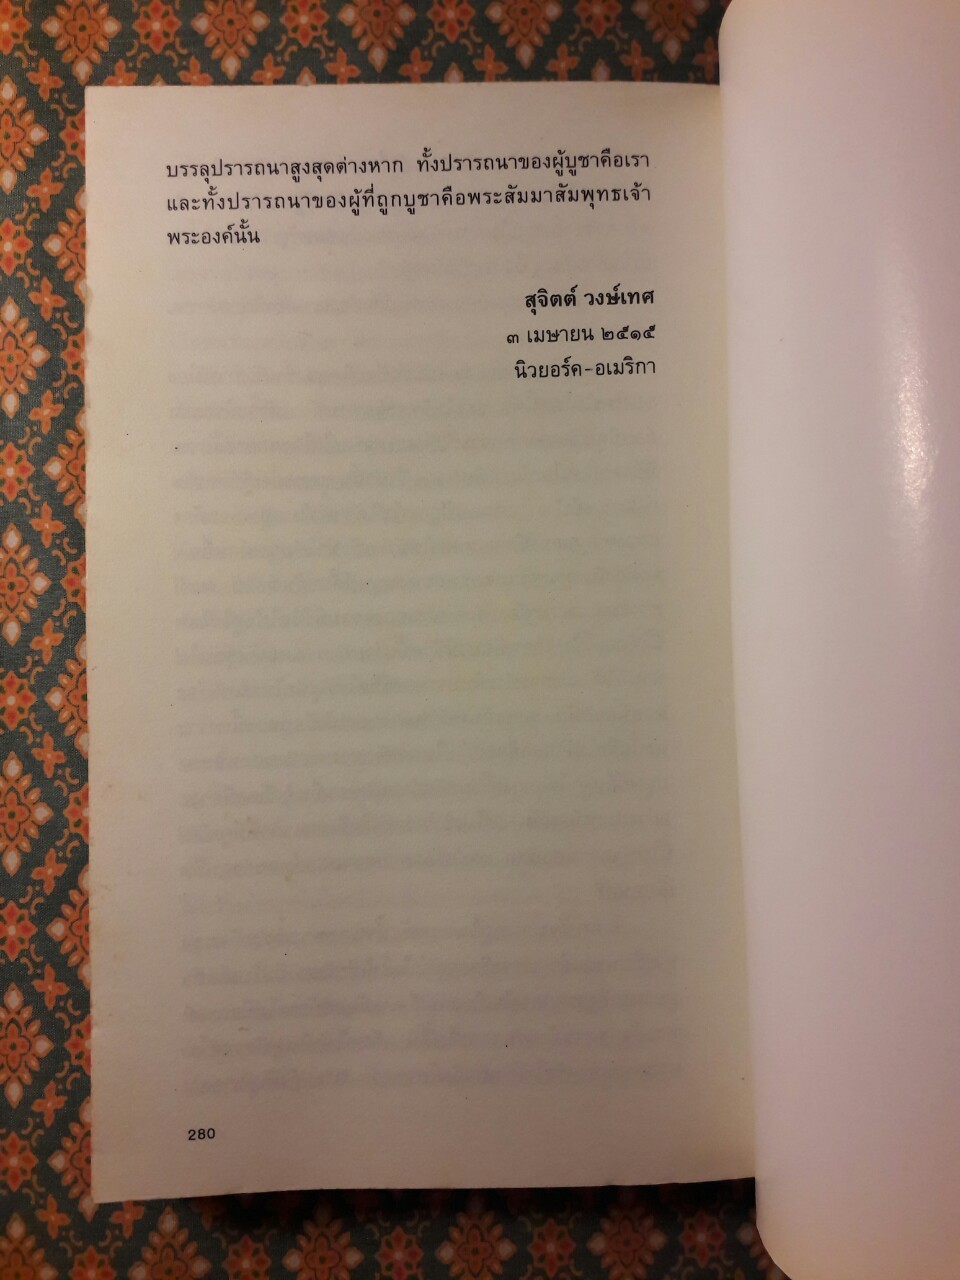 บรรลุปรารถนาสูงสุดต่างหาก ทั้งปรารถนาของผู้บูชาคือเรา
และทั้งปรารถนาของผู้ที่ถูกบูชาคือพระสัมมาสัมพุทธเจ้า
พระองค์นั้น
สุจิตต์ วงษ์เทศ
๓ เมษายน ๒๕๑๕
นิวยอร์ค-อเมริกา
280